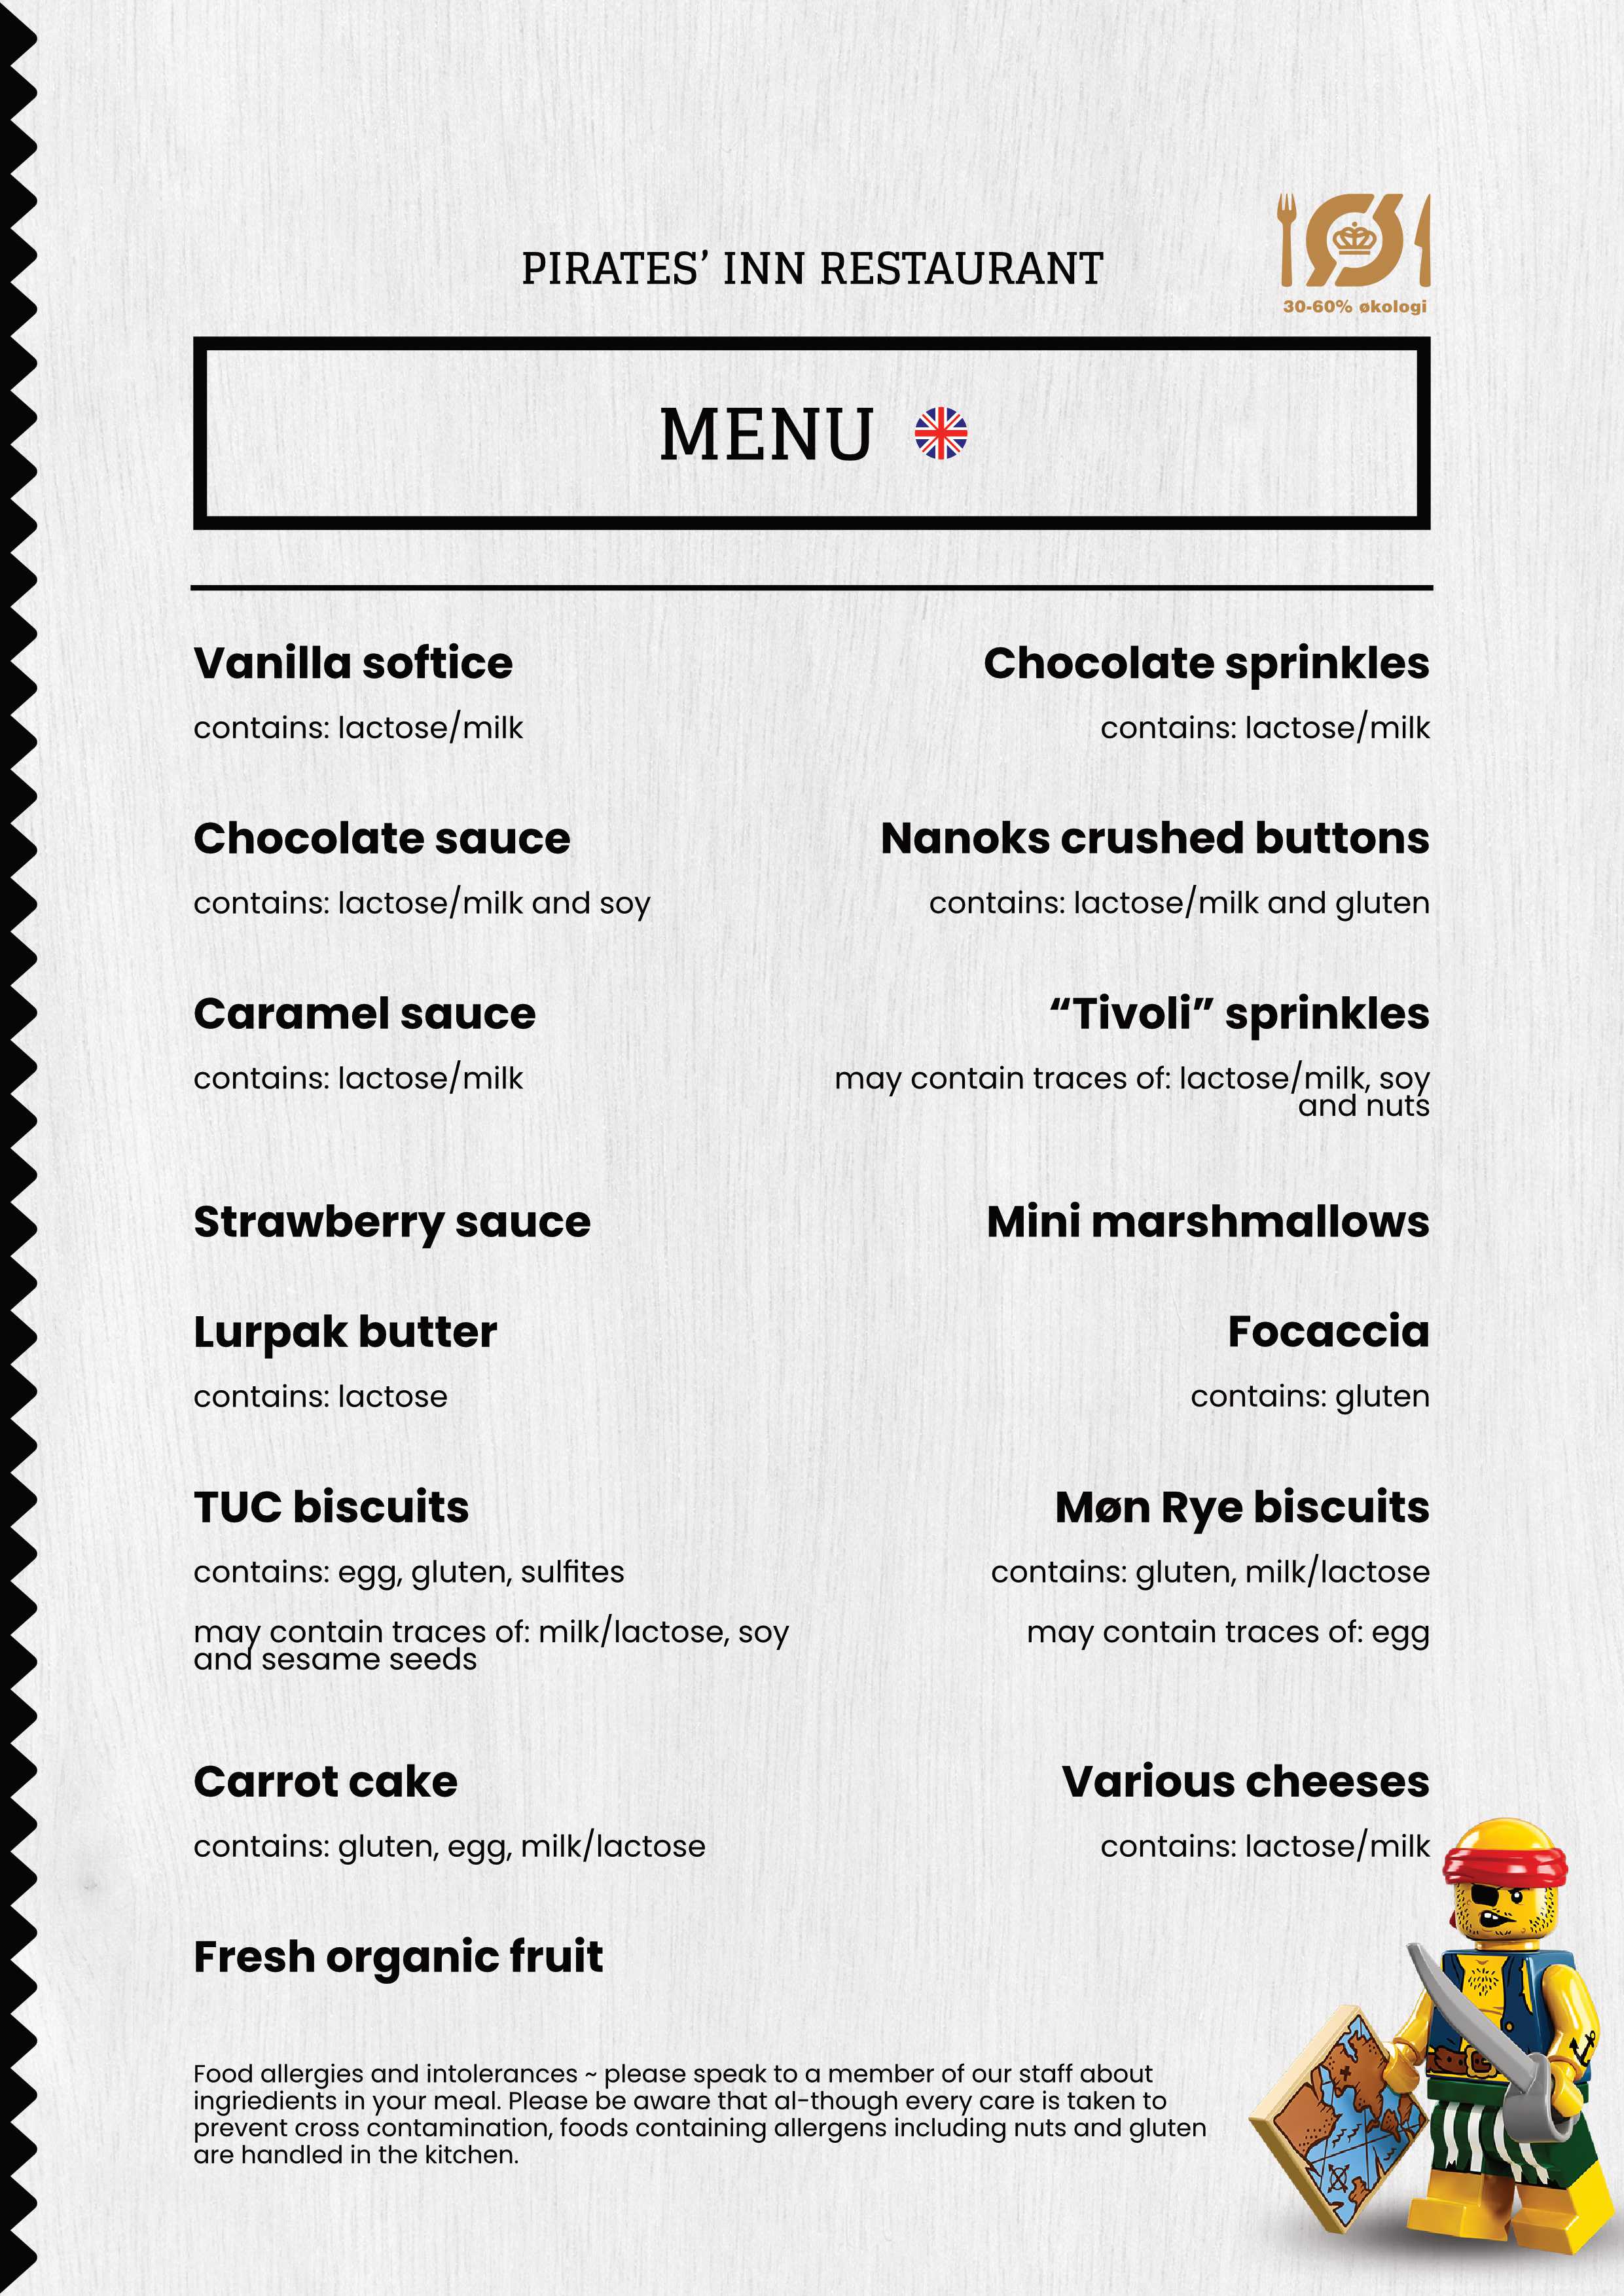 30-60% økologi
PIRATES’ INN RESTAURANT
MENU
Vanilla softice
contains: lactose/milk
Chocolate sprinkles
contains: lactose/milk
Chocolate sauce
contains: lactose/milk and soy
Nanoks crushed buttons
contains: lactose/milk and gluten
Caramel sauce
contains: lactose/milk
“Tivoli” sprinkles
may contain traces of: lactose/milk, soy
and nuts
Strawberry sauce
Mini marshmallows
Lurpak butter
contains: lactose
Focaccia
contains: gluten
TUC biscuits
contains: egg, gluten, sulfites
may contain traces of: milk/lactose, soy
and sesame seeds
Møn Rye biscuits
contains: gluten, milk/lactose
may contain traces of: egg
Carrot cake
contains: gluten, egg, milk/lactose
Various cheeses
contains: lactose/milk
Fresh organic fruit
Food allergies and intolerances ~ please speak to a member of our staff about
ingriedients in your meal. Please be aware that al-though every care is taken to
prevent cross contamination, foods containing allergens including nuts and gluten
are handled in the kitchen.